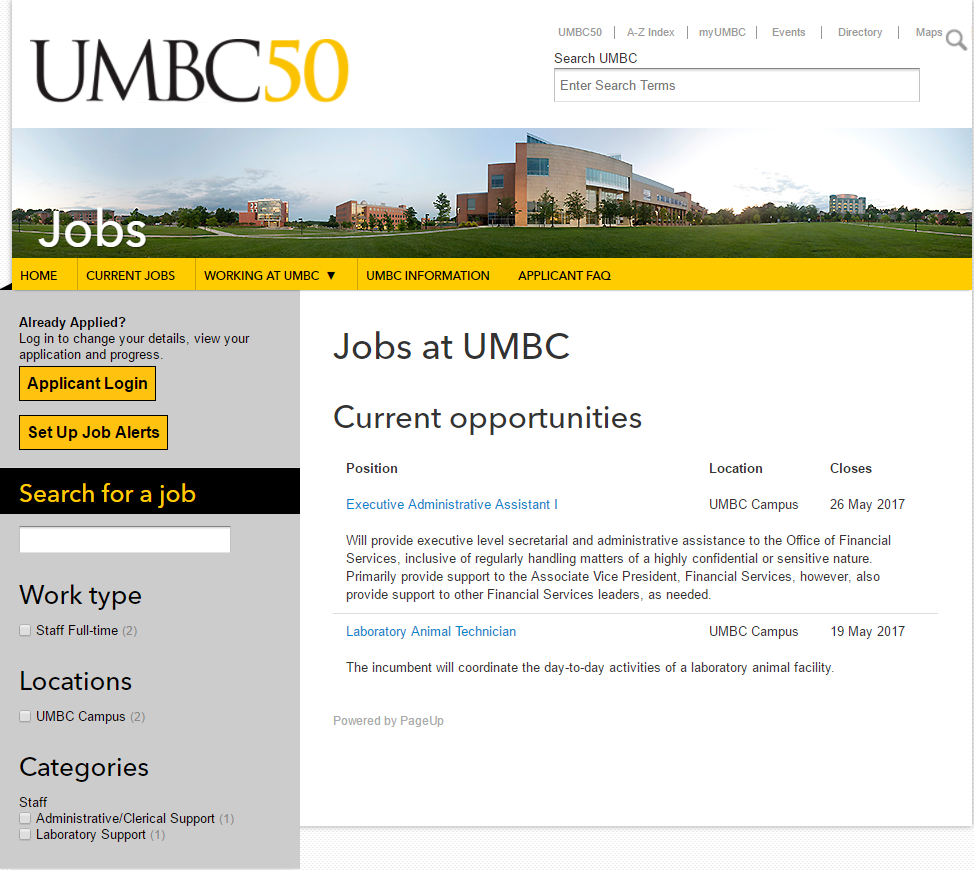 UMBC50
UMBC50 | A-Z Index | myUMBC | Events | Directory | Maps
Search UMBC
Enter Search Terms
Jobs
HOME CURRENT JOBS WORKING AT UMBC ▼ UMBC INFORMATION APPLICANT FAQ
Already Applied?
Log in to change your details, view your
application and progress.
Applicant Login
Set Up Job Alerts
Search for a job
Work type
Staff Full-time (2)
Locations
UMBC Campus (2)
Categories
Staff
Administrative/Clerical Support (1)
Laboratory Support (1)
Jobs at UMBC
Current opportunities
Position Location Closes
Executive Administrative Assistant I UMBC Campus 26 May 2017
Will provide executive level secretarial and administrative assistance to the Office of Financial
Services, inclusive of regularly handling matters of a highly confidential or sensitive nature.
Primarily provide support to the Associate Vice President, Financial Services, however, also
provide support to other Financial Services leaders, as needed.
Laboratory Animal Technician UMBC Campus 19 May 2017
The incumbent will coordinate the day-to-day activities of a laboratory animal facility.
Powered by PageUp